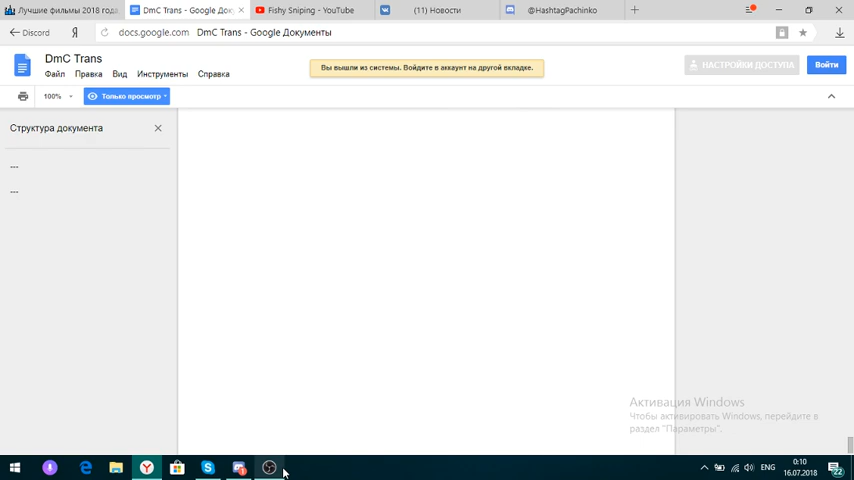 Лучшие фильмы 2018 года.
DmC Trans - Google Доку
Fishy Sniping - YouTube
(11) Новости
@HashtagPachinko
Discord
docs.google.com DmC Trans - Google Документы
DmC Trans
Файл Правка Вид Инструменты Справка
Вы вышли из системы. Войдите в аккаунт на другой вкладке.
НАСТРОЙКИ ДОСТУПА
Войти
100%
Только просмотр
Структура документа
---
---
Активация Windows
Чтобы активировать Windows, перейдите в
раздел "Параметры".
ENG
0:10
16.07.2018
22